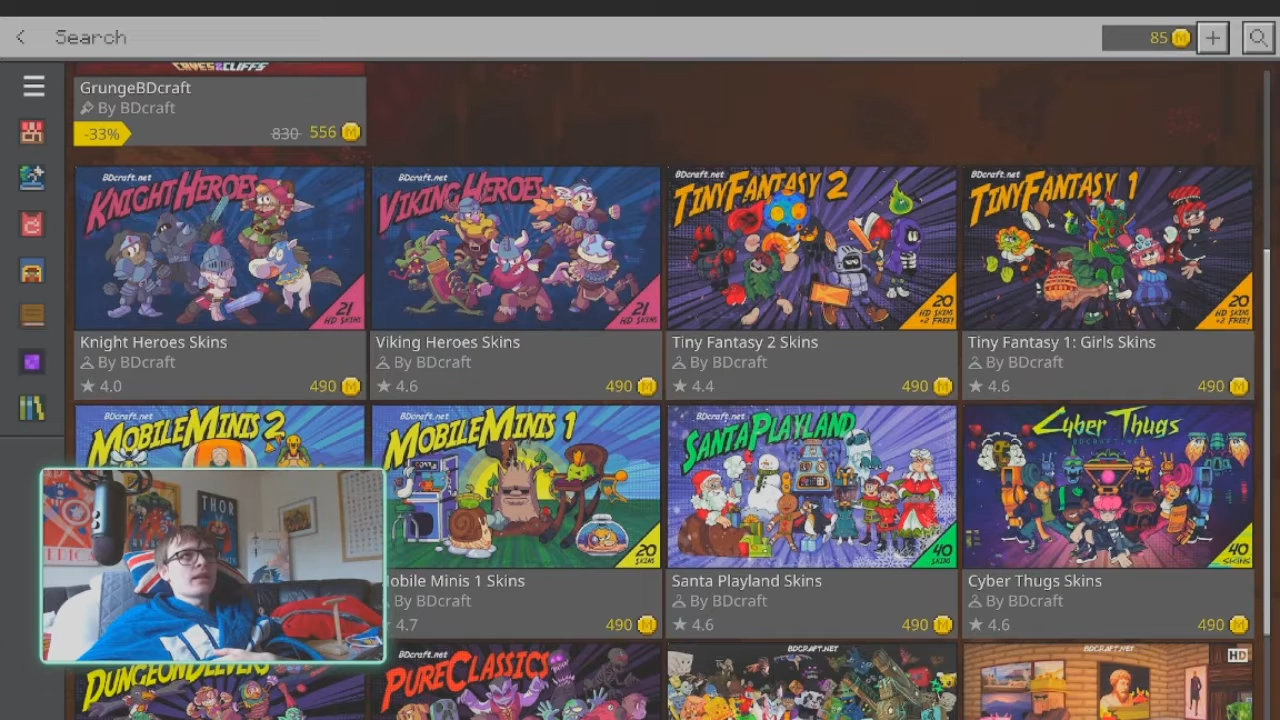 Search
85
CAVES&CLIFFS
GrungeBDcraft
By BDcraft
-33%
830 556
BDcraft.net
KNIGHT HEROES
21
HD SKINS
Knight Heroes Skins
By BDcraft
4.0
490
BDcraft.net
VIKING HEROES
21
HD SKINS
Viking Heroes Skins
By BDcraft
4.6
490
BDcraft.net
TINY FANTASY 2
20
HD SKINS
+2 FREE!
Tiny Fantasy 2 Skins
By BDcraft
4.4
490
BDcraft.net
TINY FANTASY 1
20
HD SKINS
+2 FREE!
Tiny Fantasy 1: Girls Skins
By BDcraft
4.6
490
BDcraft.net
MOBILE MINIS 2
BDcraft.net
MOBILE MINIS 1
20
SKINS
obile Minis 1 Skins
By BDcraft
4.7
490
BDcraft.net
SANTA PLAYLAND
40
SKINS
Santa Playland Skins
By BDcraft
4.6
490
Cyber Thugs
BDCRAFT.NET
40
SKINS
Cyber Thugs Skins
By BDcraft
4.6
490
THOR
DUNGEON DELVERS
BDcraft.net
PURE CLASSICS
BDCRAFT.NET
BDCRAFT.NET
HD